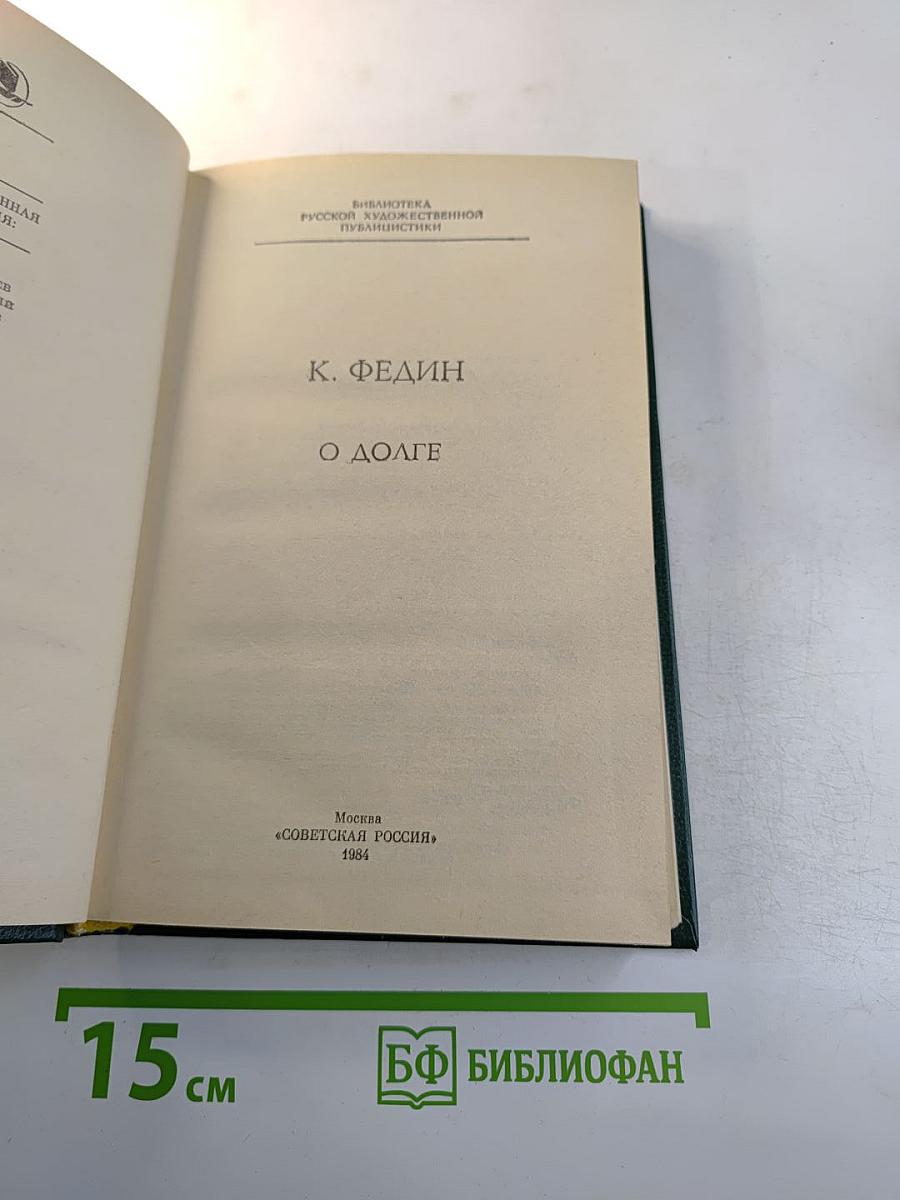 БИБЛИОТЕКА
РУССКОЙ ХУДОЖЕСТВЕННОЙ
ПУБЛИЦИСТИКИ
К. ФЕДИН
О ДОЛГЕ
Москва
«СОВЕТСКАЯ РОССИЯ»
1984
15 см
БФ БИБЛИОФАН